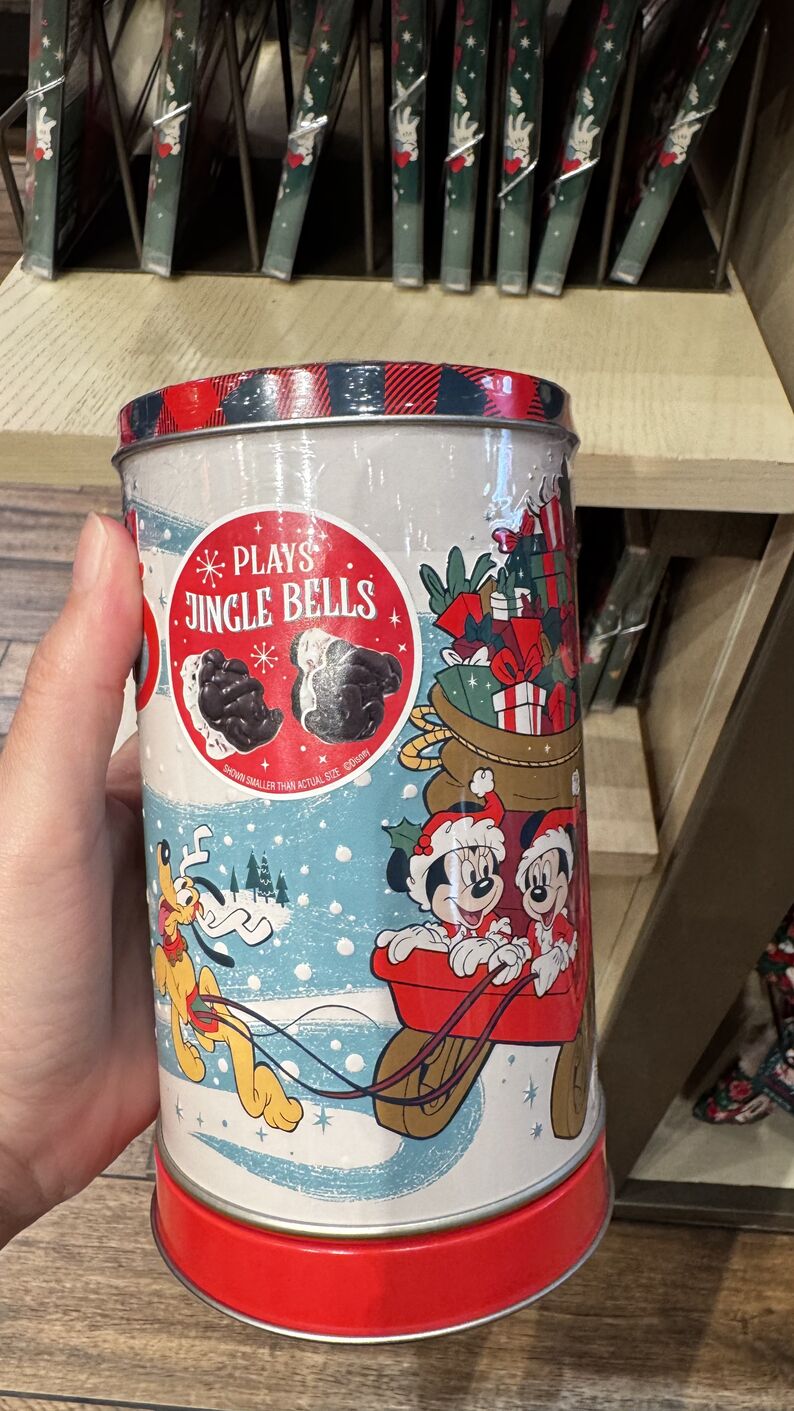 PLAYS
JINGLE BELLS
SHOWN SMALLER THAN ACTUAL SIZE ©Disney